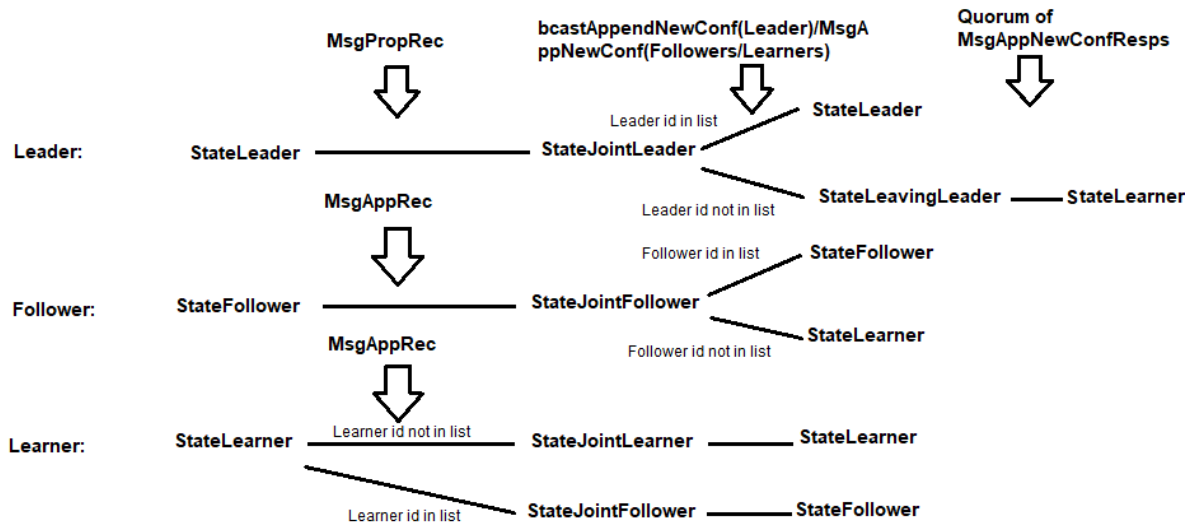 MsgPropRec
bcastAppendNewConf(Leader)/MsgA
ppNewConf(Followers/Learners)
Quorum of
MsgAppNewConfResps
Leader:
StateLeader
StateJointLeader
Leader id in list
StateLeader
Leader id not in list
StateLeavingLeader
StateLearner
MsgAppRec
Follower:
StateFollower
StateJointFollower
Follower id in list
StateFollower
Follower id not in list
StateLearner
MsgAppRec
Learner:
StateLearner
Learner id not in list
StateJointLearner
StateLearner
Learner id in list
StateJointFollower
StateFollower